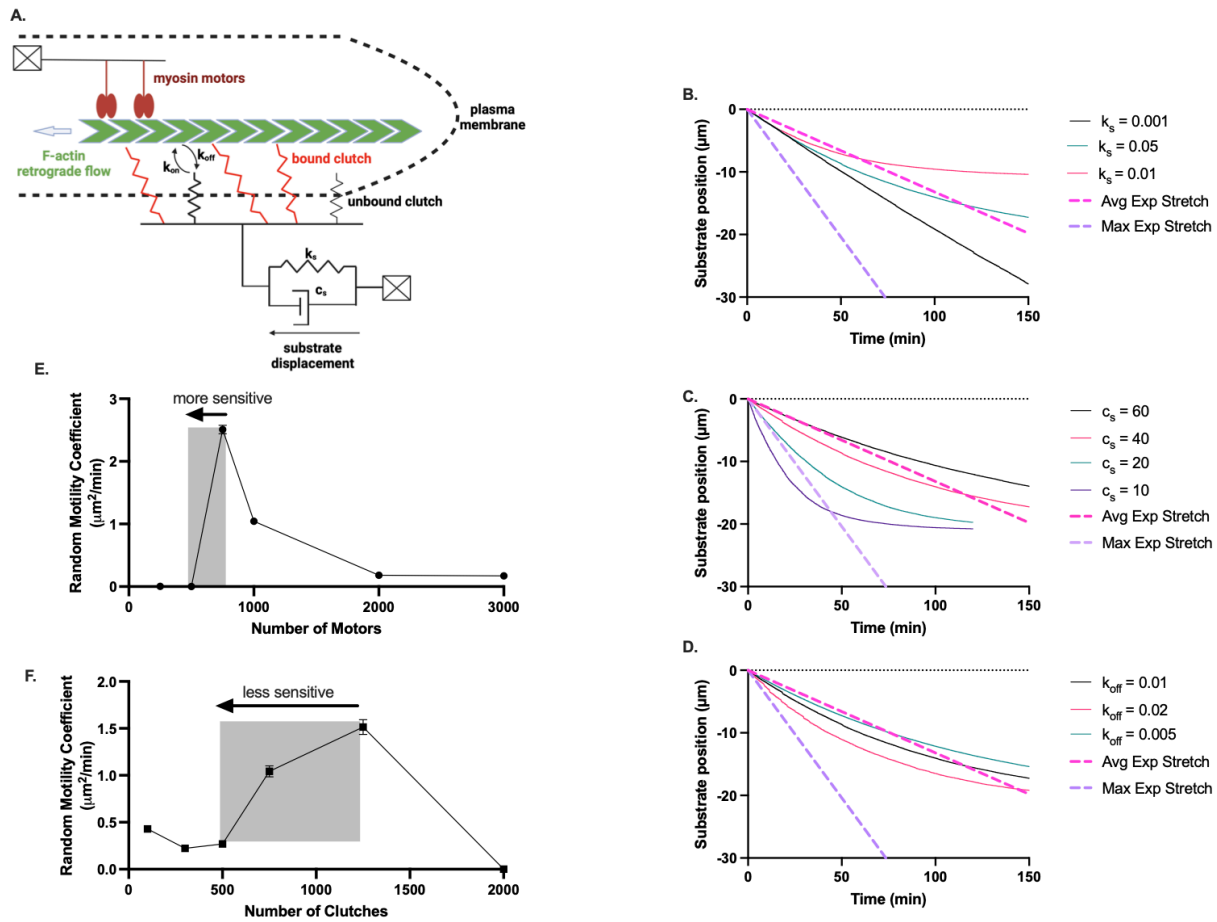 A.
myosin motors
plasma
membrane
F-actin
retrograde flow
kon
koff
bound clutch
unbound clutch
ks
cs
substrate
displacement
B.
Substrate position (μm)
0
-10
-20
-30
0
50
100
150
Time (min)
ks = 0.001
ks = 0.05
ks = 0.01
Avg Exp Stretch
Max Exp Stretch
C.
Substrate position (μm)
0
-10
-20
-30
0
50
100
150
Time (min)
cs = 60
cs = 40
cs = 20
cs = 10
Avg Exp Stretch
Max Exp Stretch
D.
Substrate position (μm)
0
-10
-20
-30
0
50
100
150
Time (min)
koff = 0.01
koff = 0.02
koff = 0.005
Avg Exp Stretch
Max Exp Stretch
E.
more sensitive
Random Motility Coefficient
(μm²/min)
3
2
1
0
0
1000
2000
3000
Number of Motors
F.
less sensitive
Random Motility Coefficient
(μm²/min)
2.0
1.5
1.0
0.5
0.0
0
500
1000
1500
2000
Number of Clutches